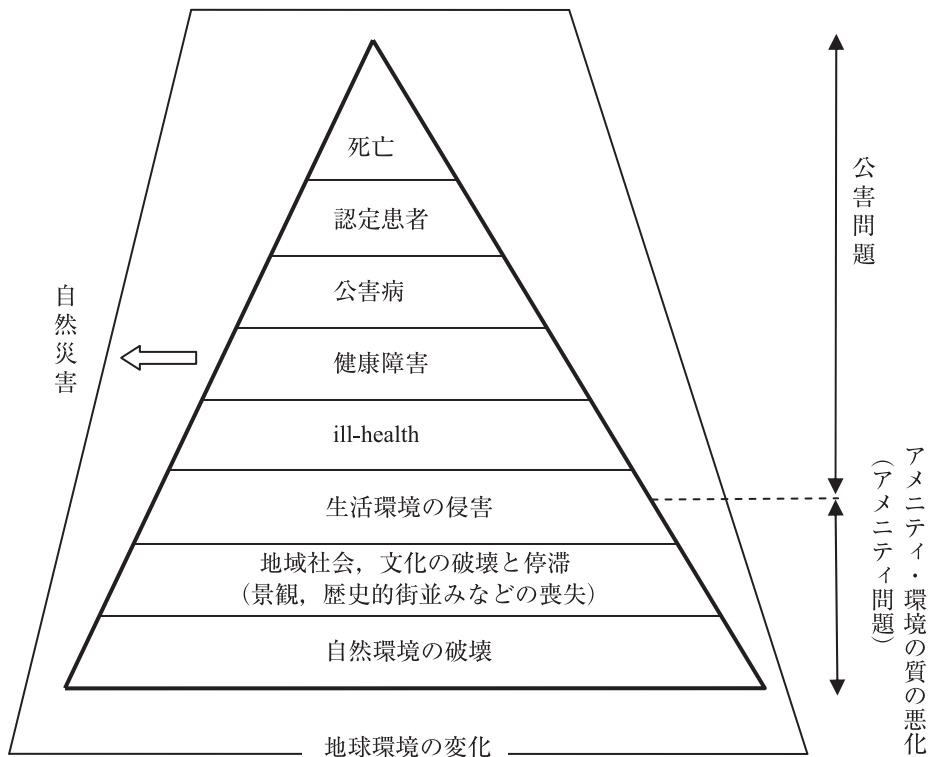 死亡
認定患者
公害病
健康障害
ill-health
生活環境の侵害
地域社会，文化の破壊と停滞
（景観，歴史的街並みなどの喪失）
自然環境の破壊
地球環境の変化
自然災害
公害問題
アメニティ・環境の質の悪化
（アメニティ問題）